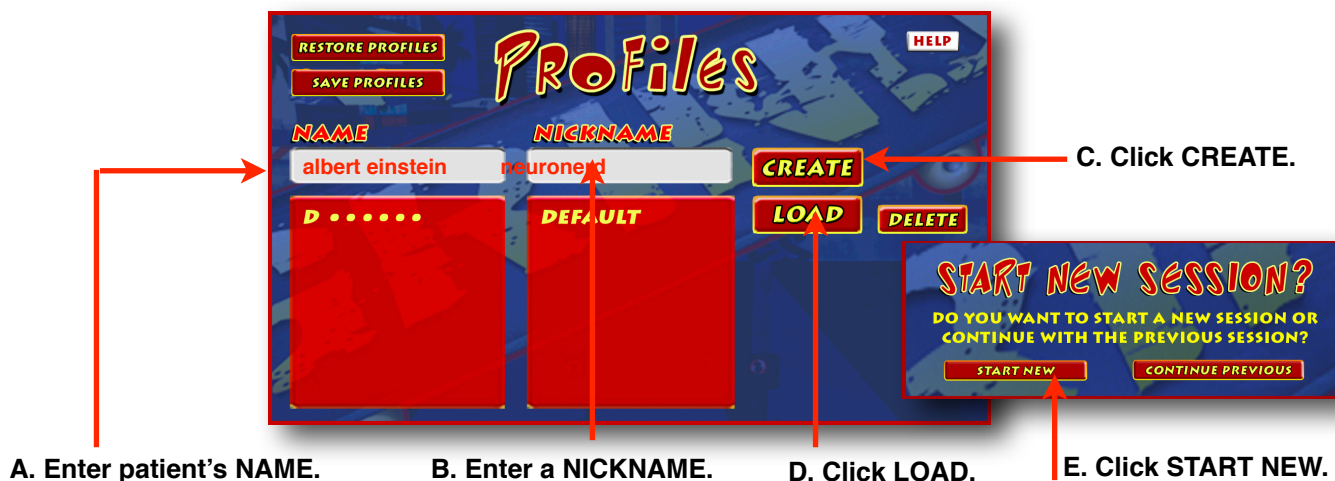 RESTORE PROFILES
SAVE PROFILES
PROFILES
HELP
NAME
NICKNAME
albert einstein
neuronerd
CREATE
C. Click CREATE.
D ••••••
DEFAULT
LOAD
DELETE
START NEW SESSION?
DO YOU WANT TO START A NEW SESSION OR
CONTINUE WITH THE PREVIOUS SESSION?
START NEW
CONTINUE PREVIOUS
A. Enter patient’s NAME.
B. Enter a NICKNAME.
D. Click LOAD.
E. Click START NEW.